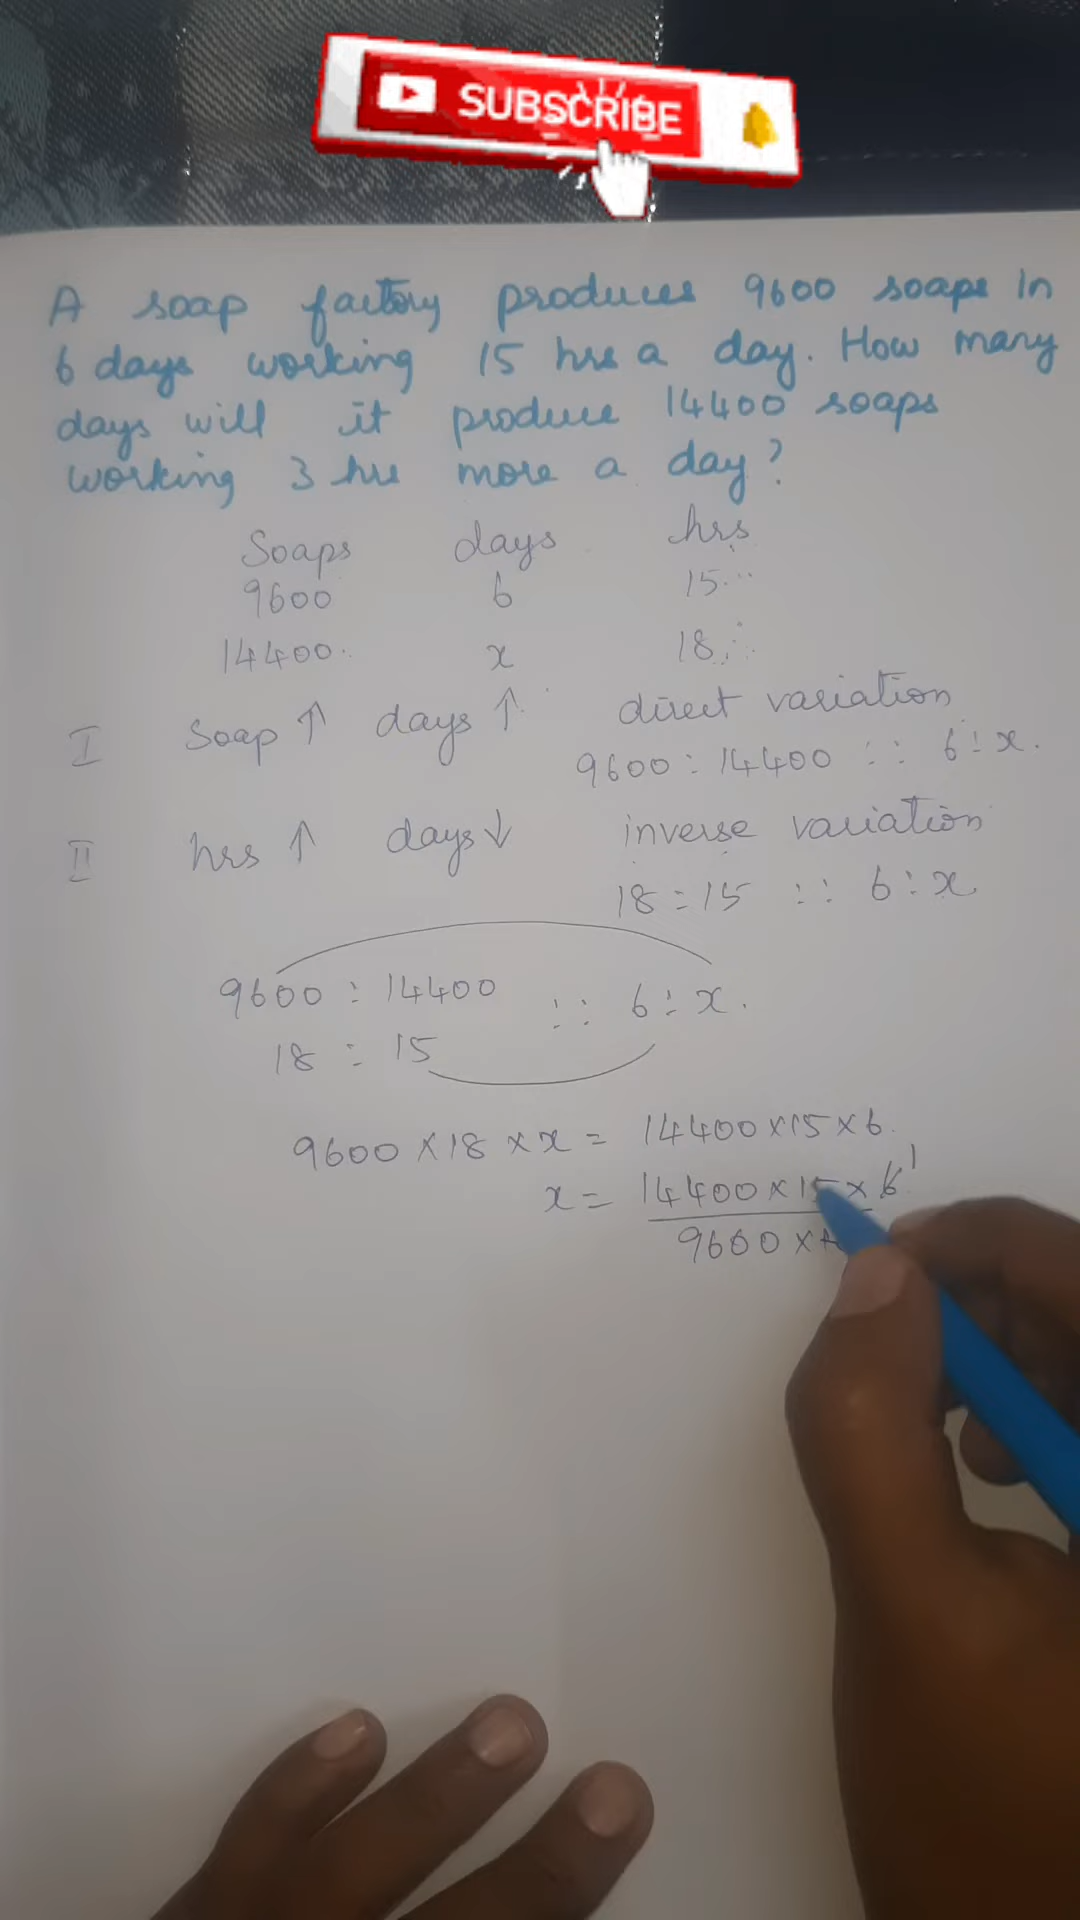 SUBSCRIBE
A soap factory produces 9600 soaps in
6 days working 15 hrs a day. How many
days will it produce 14400 soaps
working 3 hrs more a day?
Soaps days hrs
9600 6 15
14400 x 18
I Soap ↑ days ↑ direct variation
9600 : 14400 :: 6 : x.
II hrs ↑ days ↓ inverse variation
18 : 15 :: 6 : x
9600 : 14400 :: 6 : x.
18 : 15
9600 × 18 × x = 14400 × 15 × 6.
x = 14400 × 15 × 6 1
9600 ×